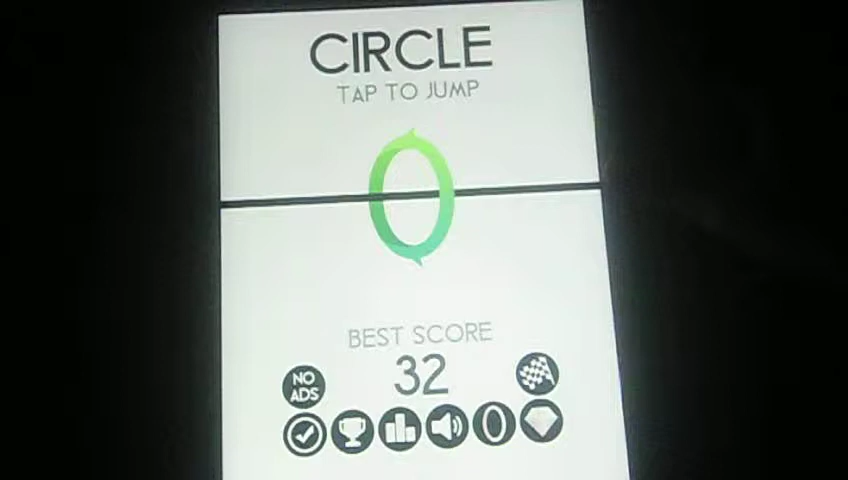 CIRCLE
TAP TO JUMP
BEST SCORE
32
NO
ADS